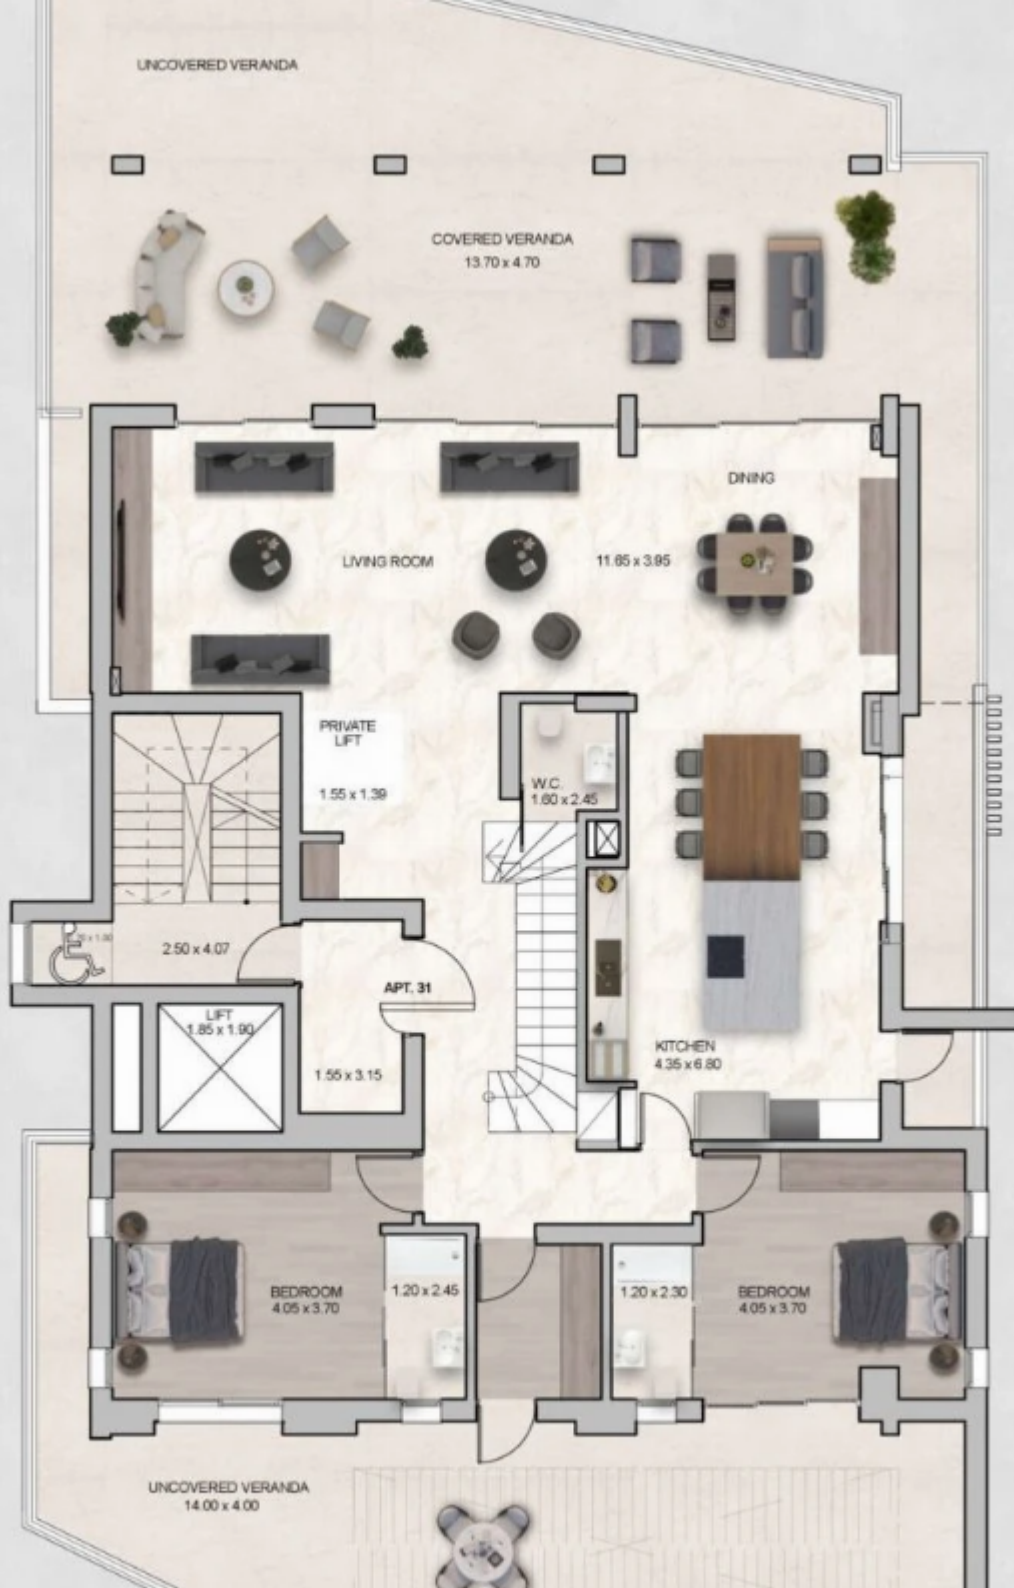 UNCOVERED VERANDA
COVERED VERANDA
13.70 x 4.70
DINING
LIVING ROOM
11.65 x 3.95
PRIVATE
LIFT
1.55 x 1.39
W.C.
1.60 x 2.45
2.50 x 4.07
APT. 31
LIFT
1.85 x 1.90
1.55 x 3.15
KITCHEN
4.35 x 6.80
BEDROOM
4.05 x 3.70
1.20 x 2.45
1.20 x 2.30
BEDROOM
4.05 x 3.70
UNCOVERED VERANDA
14.00 x 4.00